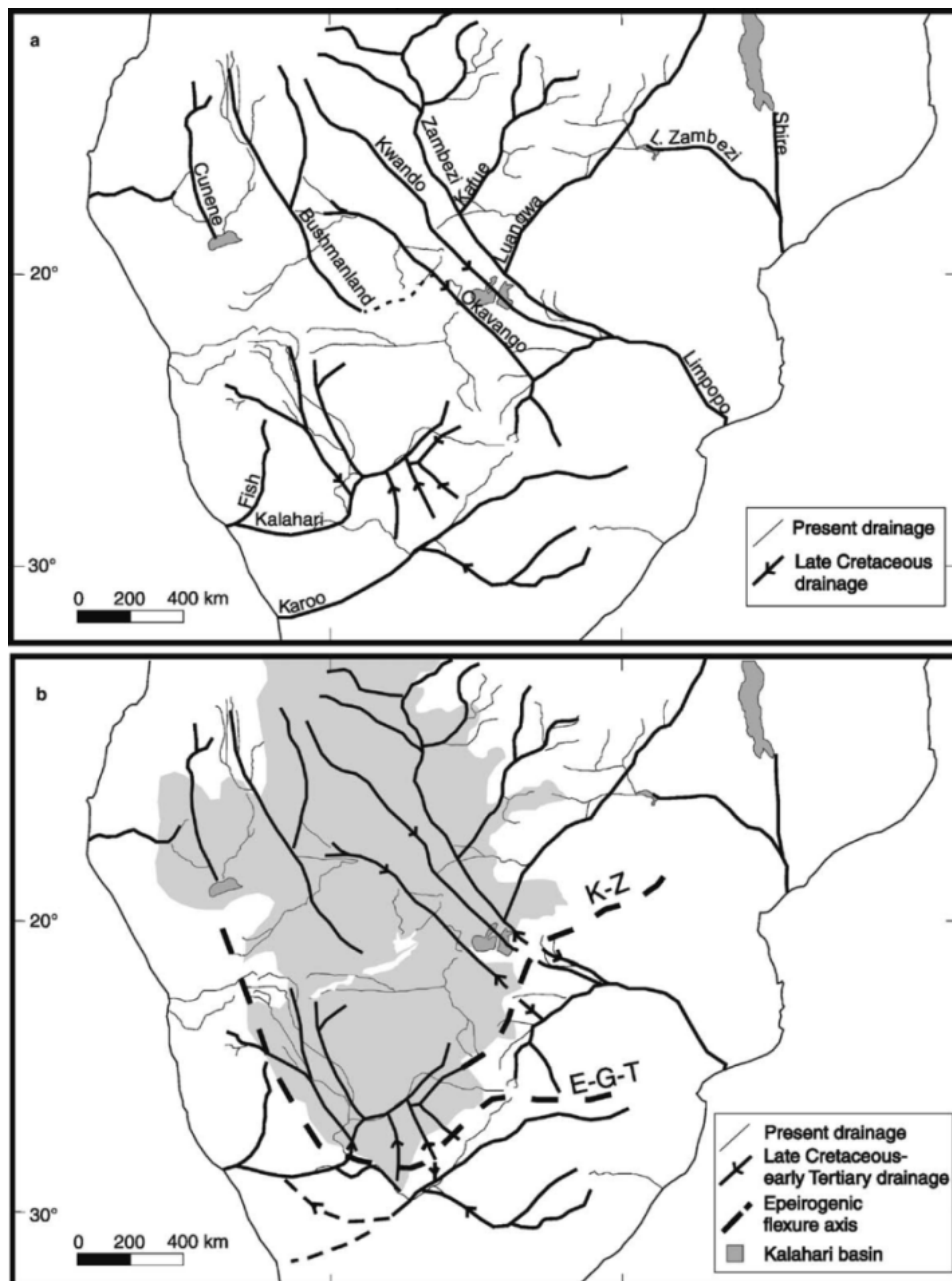 a
Cunene
Bushmanland
Kwando
Zambezi
Kafue
Luangwa
L. Zambezi
Shire
20°
Okavango
Limpopo
Fish
Kalahari
30°
Karoo
0 200 400 km
Present drainage
Late Cretaceous
drainage
b
K-Z
20°
E-G-T
30°
0 200 400 km
Present drainage
Late Cretaceous-
early Tertiary drainage
Epeirogenic
flexure axis
Kalahari basin